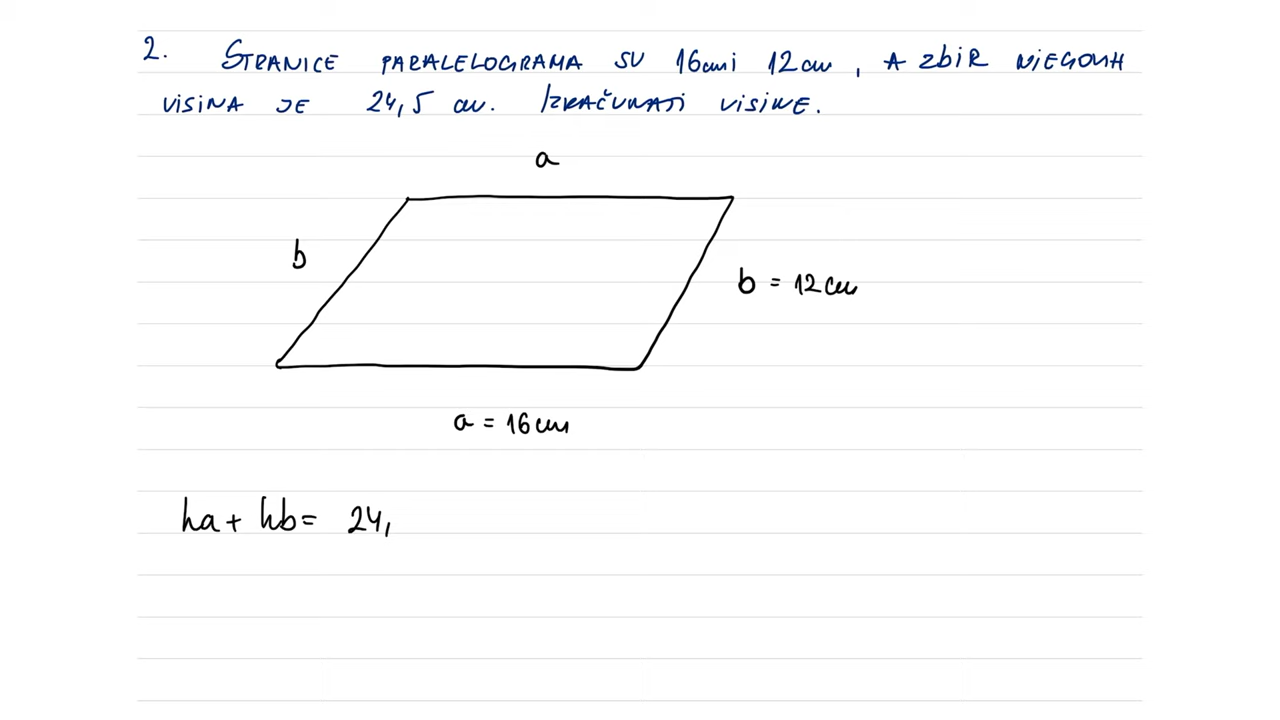 2. STRANICE PARALELOGRAMA SU 16cm i 12cm, A ZBIR NJEGOVIH
VISINA JE 24,5 cm. IZRAČUNATI VISINE.
a
b
b = 12cm
a = 16cm
ha + hb = 24,